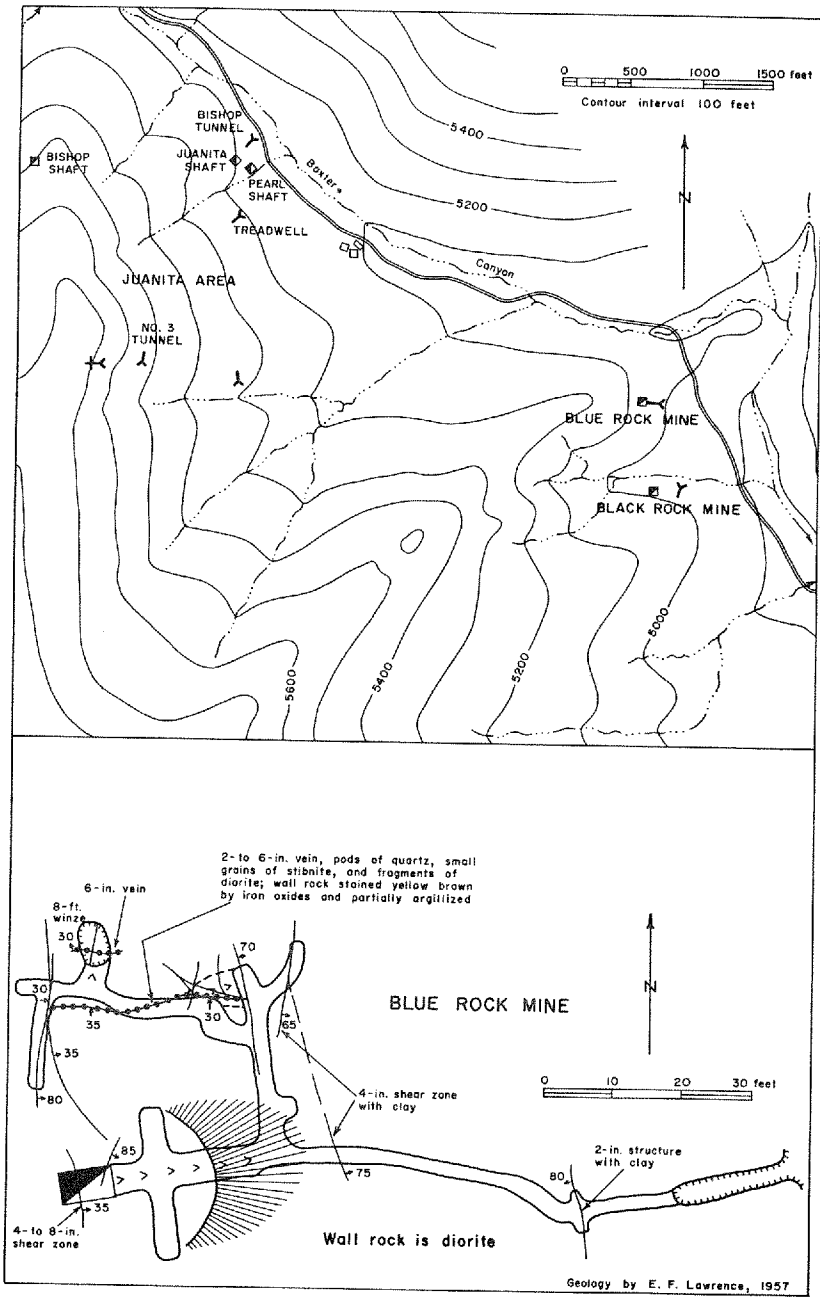 0 500 1000 1500 feet
Contour interval 100 feet
5400
BISHOP
TUNNEL
JUANITA
SHAFT
BISHOP
SHAFT
PEARL
SHAFT
Baxter
5200
N
TREADWELL
Canyon
JUANITA AREA
NO. 3
TUNNEL
BLUE ROCK MINE
BLACK ROCK MINE
5000
5200
5400
5600
2- to 6-in. vein, pods of quartz, small
grains of stibnite, and fragments of
diorite; wall rock stained yellow brown
by iron oxides and partially argillized
6-in. vein
8-ft.
winze
30
70
N
30
35
30
65
BLUE ROCK MINE
35
80
0 10 20 30 feet
4-in. shear zone
with clay
85
75
2-in. structure
with clay
80
35
4- to 8-in.
shear zone
Wall rock is diorite
Geology by E. F. Lawrence, 1957